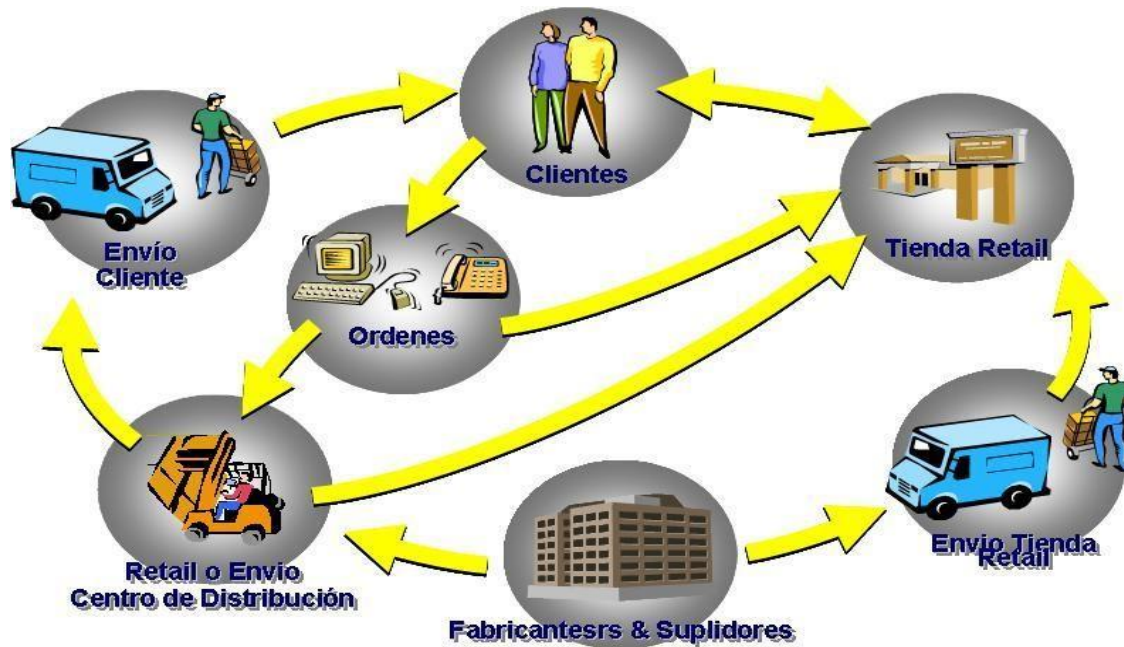 Clientes
Envío
Cliente
Tienda Retail
Ordenes
Envio Tienda
Retail
Retail o Envio
Centro de Distribución
Fabricantesrs & Suplidores